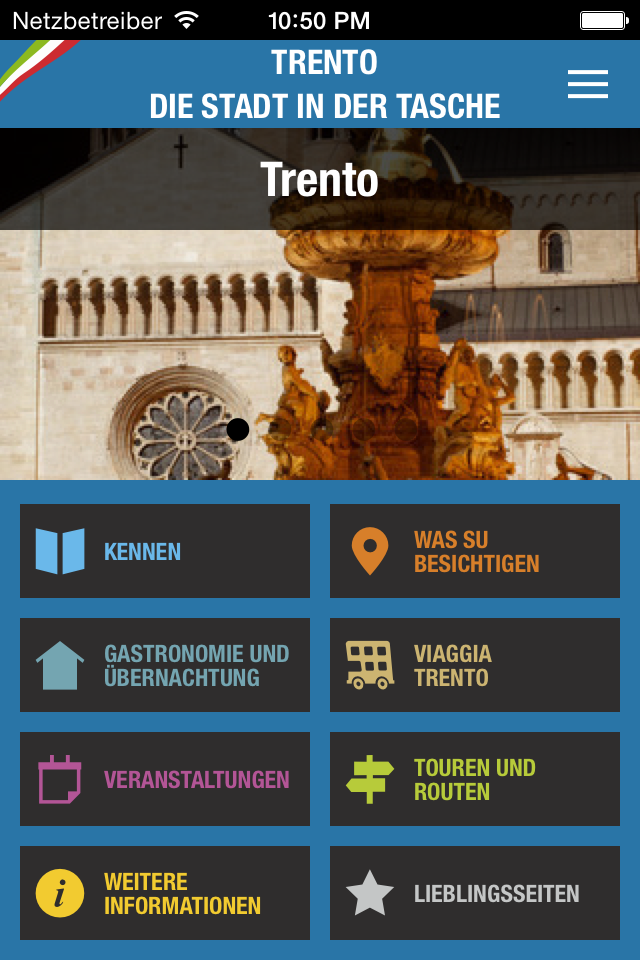 Netzbetreiber 10:50 PM
TRENTO
DIE STADT IN DER TASCHE
Trento
KENNEN
WAS SU
BESICHTIGEN
GASTRONOMIE UND
ÜBERNACHTUNG
VIAGGIA
TRENTO
VERANSTALTUNGEN
TOUREN UND
ROUTEN
i
WEITERE
INFORMATIONEN
LIEBLINGSSEITEN